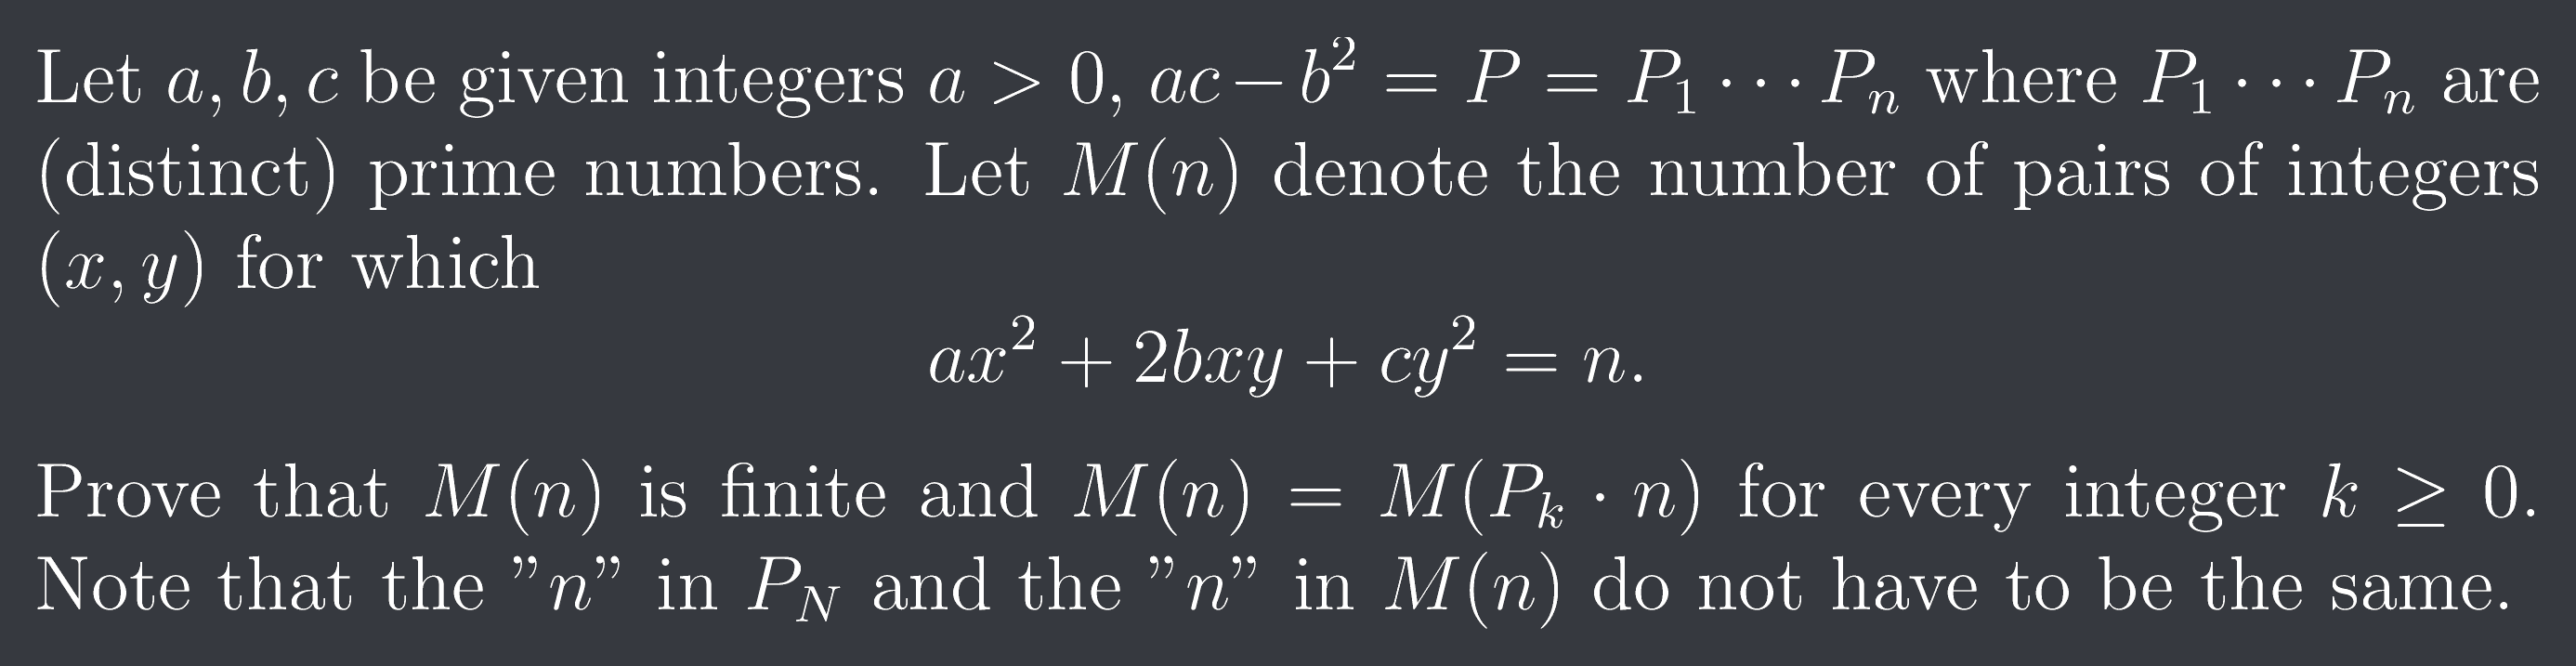 Let a, b, c be given integers a > 0, ac − b² = P = P₁ · · · Pₙ where P₁ · · · Pₙ are
(distinct) prime numbers. Let M(n) denote the number of pairs of integers
(x, y) for which
ax² + 2bxy + cy² = n.
Prove that M(n) is finite and M(n) = M(Pₖ · n) for every integer k ≥ 0.
Note that the ”n” in P_N and the ”n” in M(n) do not have to be the same.